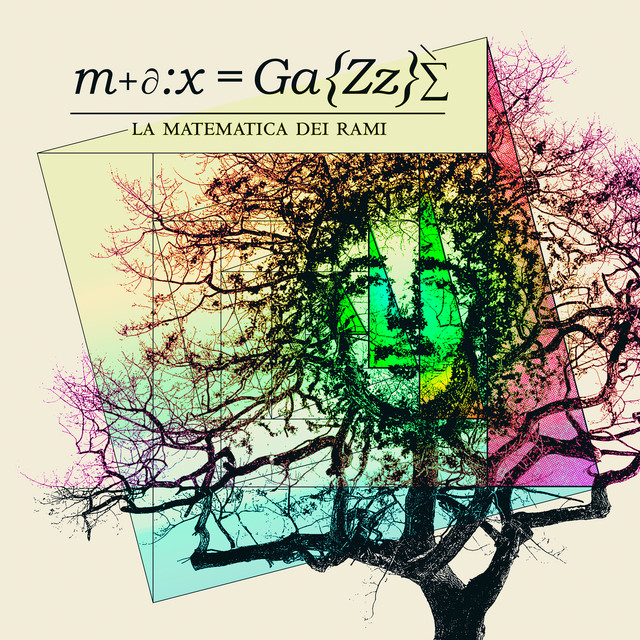 m+∂:x = Ga{Zz}Σ̀
LA MATEMATICA DEI RAMI